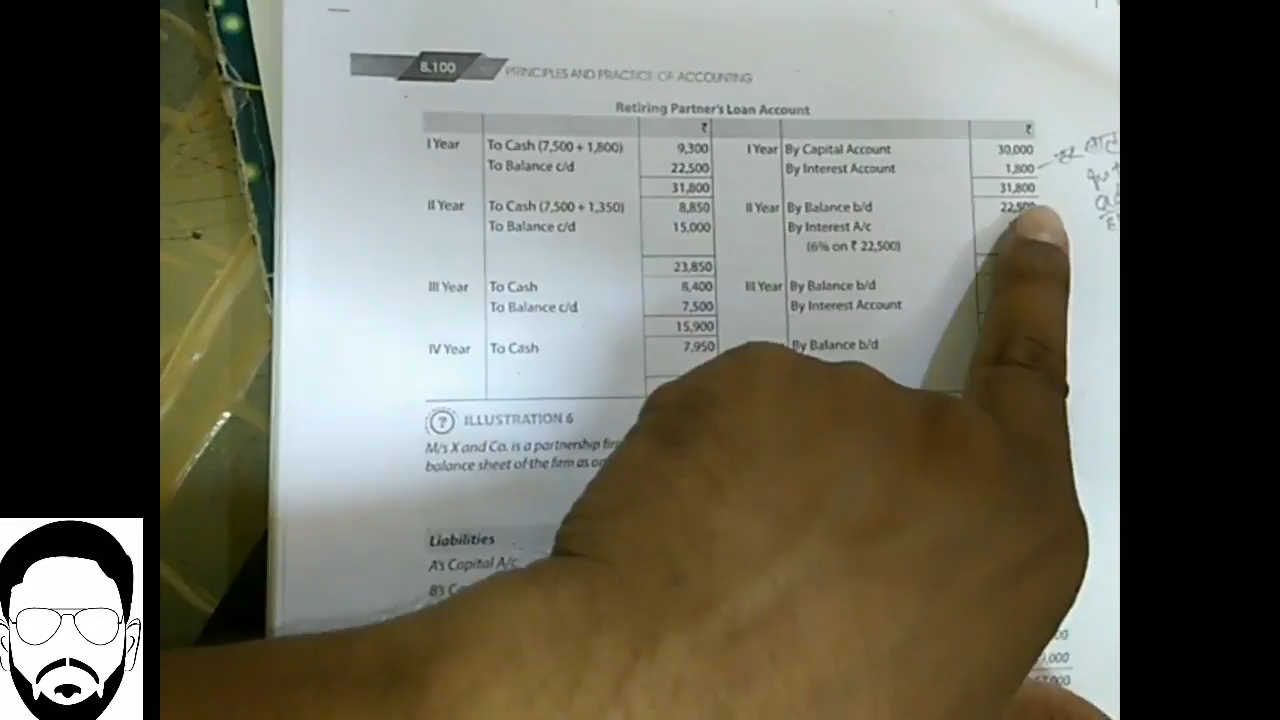 8.100 PRINCIPLES AND PRACTICE OF ACCOUNTING
Retiring Partner's Loan Account
₹ ₹
I Year To Cash (7,500 + 1,800) 9,300 I Year By Capital Account 30,000
To Balance c/d 22,500 By Interest Account 1,800
31,800 31,800
II Year To Cash (7,500 + 1,350) 8,850 II Year By Balance b/d 22,500
To Balance c/d 15,000 By Interest A/c
(6% on ₹ 22,500)
23,850
III Year To Cash 8,400 III Year By Balance b/d
To Balance c/d 7,500 By Interest Account
15,900
IV Year To Cash 7,950 By Balance b/d
? ILLUSTRATION 6
M/s X and Co. is a partnership
balance sheet of the firm as
Liabilities
A's Capital A/c
B's